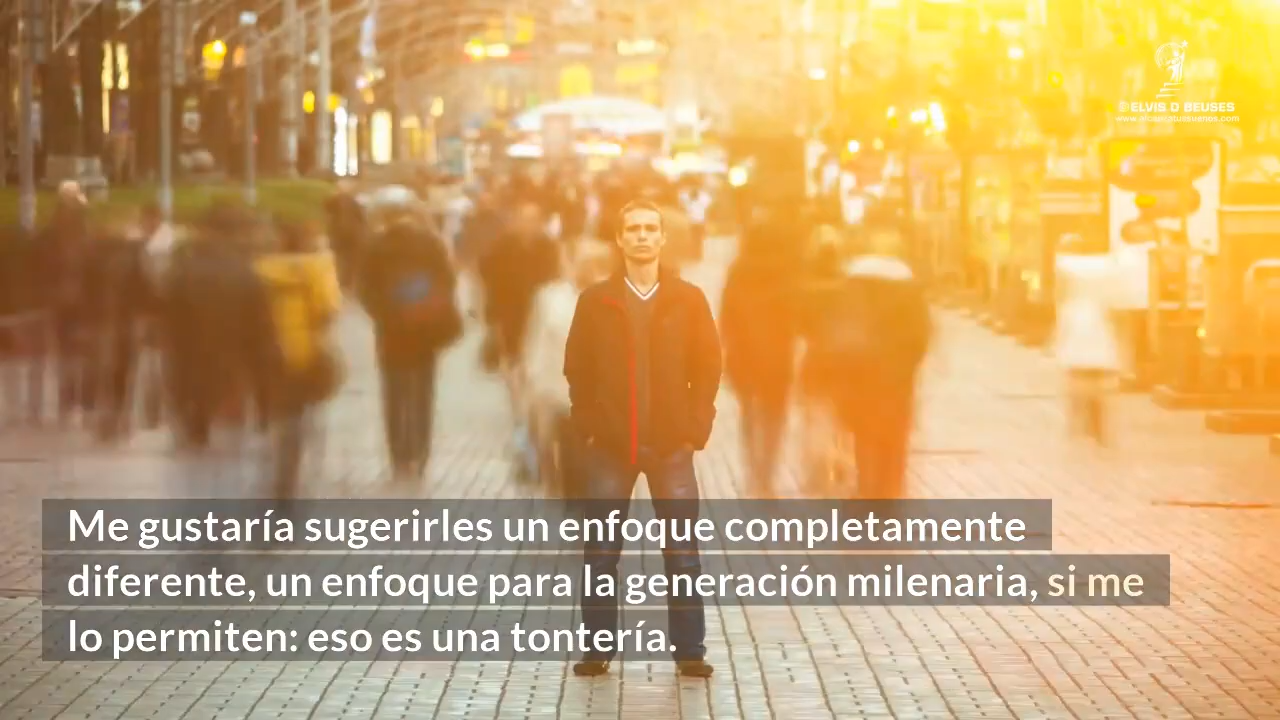 ®ELVIS D BEUSES
Me gustaría sugerirles un enfoque completamente
diferente, un enfoque para la generación milenaria, si me
lo permiten: eso es una tontería.